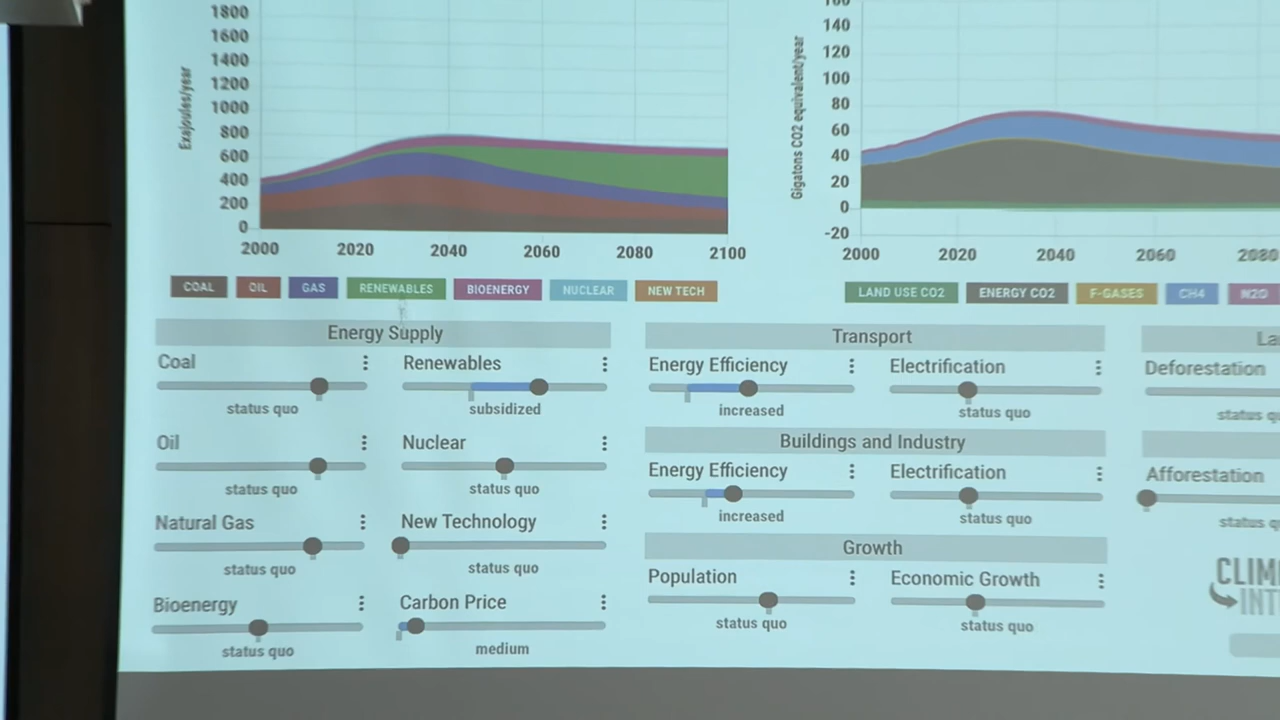 1800
1600
1400
1200
1000
800
600
400
200
0
Exajoules/year
2000 2020 2040 2060 2080 2100
COAL OIL GAS RENEWABLES BIOENERGY NUCLEAR NEW TECH
160
140
120
100
80
60
40
20
0
-20
Gigatons CO2 equivalent/year
2000 2020 2040 2060 2080
LAND USE CO2 ENERGY CO2 F-GASES CH4 N2O
Energy Supply
Coal
status quo
Renewables
subsidized
Oil
status quo
Nuclear
status quo
Natural Gas
status quo
New Technology
status quo
Bioenergy
status quo
Carbon Price
medium
Transport
Energy Efficiency
increased
Electrification
status quo
Buildings and Industry
Energy Efficiency
increased
Electrification
status quo
Growth
Population
status quo
Economic Growth
status quo
La
Deforestation
status q
Afforestation
status q
CLIM
INT